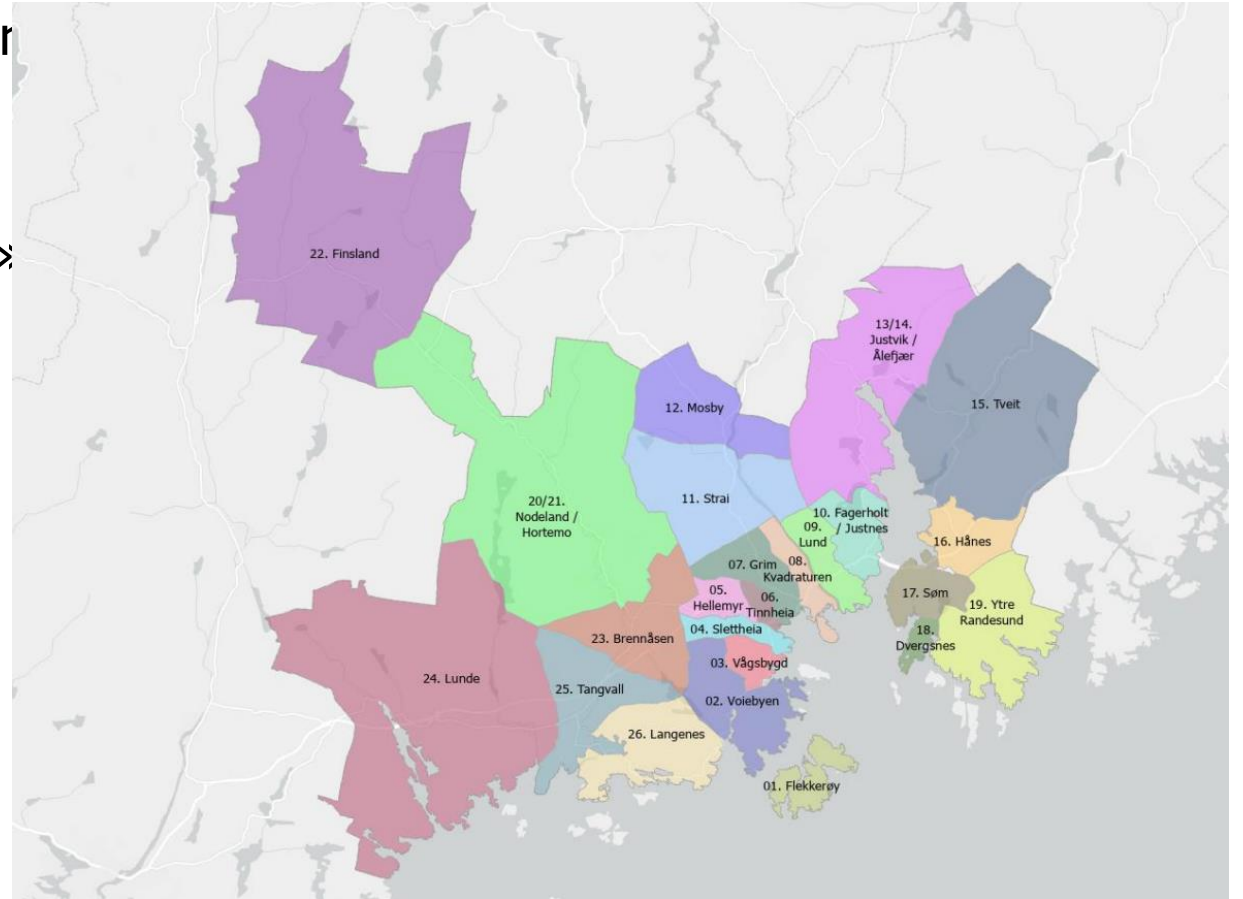 r
»
22. Finsland
13/14.
Justvik /
Ålefjær
15. Tveit
12. Mosby
11. Strai
20/21.
Nodeland /
Hortemo
10. Fagerholt
/ Justnes
09.
Lund
16. Hånes
07. Grim
08.
Kvadraturen
05.
Hellemyr
06.
Tinnheia
17. Søm
19. Ytre
Randesund
18.
Dvergsnes
04. Slettheia
23. Brennåsen
03. Vågsbygd
24. Lunde
25. Tangvall
02. Voiebyen
26. Langenes
01. Flekkerøy